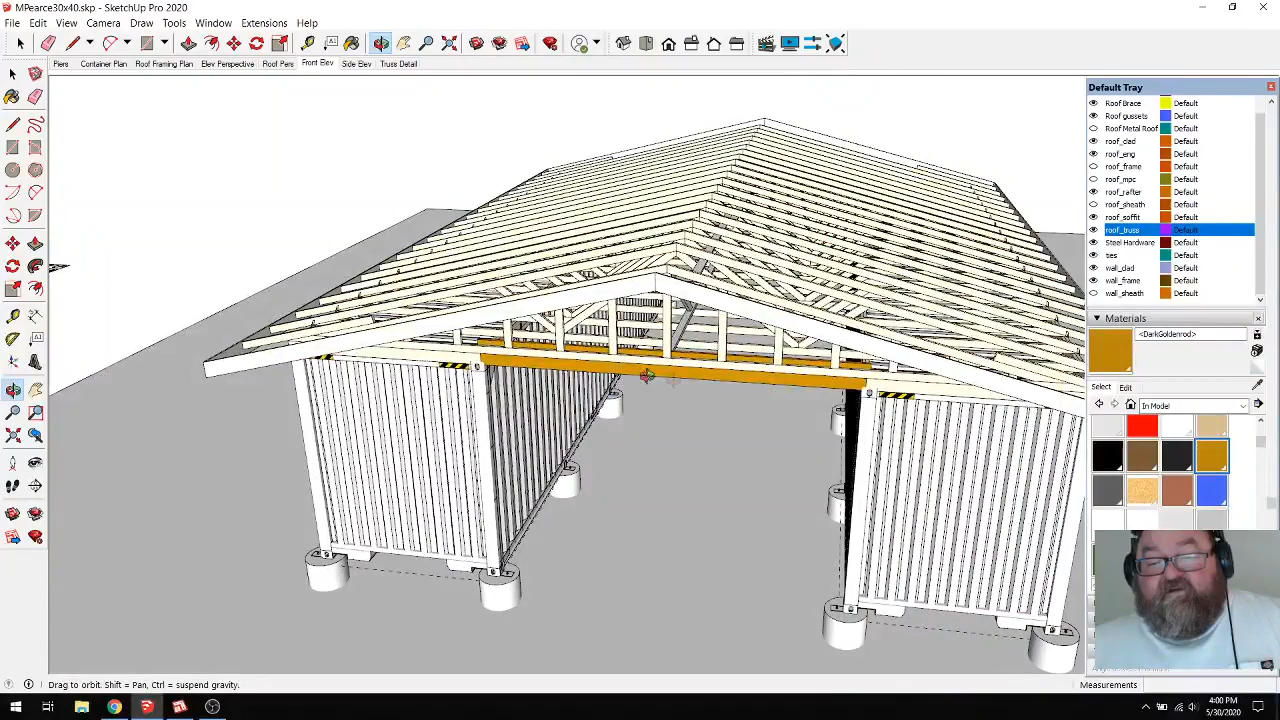 MPearce30x40.skp - SketchUp Pro 2020
File Edit View Camera Draw Tools Window Extensions Help
Piers Container Plan Roof Framing Plan Elev Perspective Roof Pers Front Elev Side Elev Truss Detail
Default Tray
Roof Brace Default
Roof gussets Default
Roof Metal Roof Default
roof_clad Default
roof_eng Default
roof_frame Default
roof_mpc Default
roof_rafter Default
roof_sheath Default
roof_soffit Default
roof_truss Default
Steel Hardware Default
ties Default
wall_clad Default
wall_frame Default
wall_sheath Default
Materials
<DarkGoldenrod>
Select Edit
In Model
Drag to orbit. Shift = Pan, Ctrl = suspend gravity.
Measurements
4:00 PM
5/30/2020